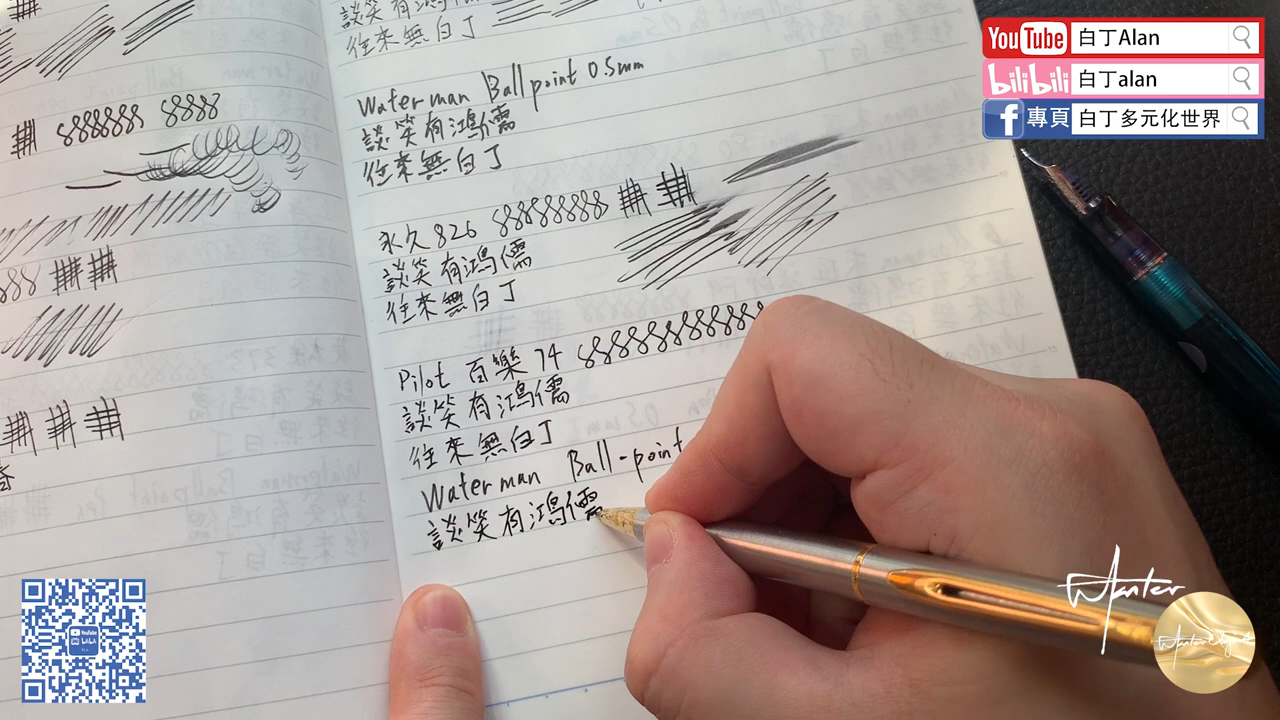 談笑有鴻儒
往來無白丁
Waterman Ballpoint 0.5mm
談笑有鴻儒
往來無白丁
永久 826
談笑有鴻儒
往來無白丁
Pilot 百樂 74
談笑有鴻儒
往來無白丁
Waterman Ball-point
談笑有鴻儒
YouTube 白丁Alan
bilibili 白丁alan
f 專頁 白丁多元化世界
Wanter